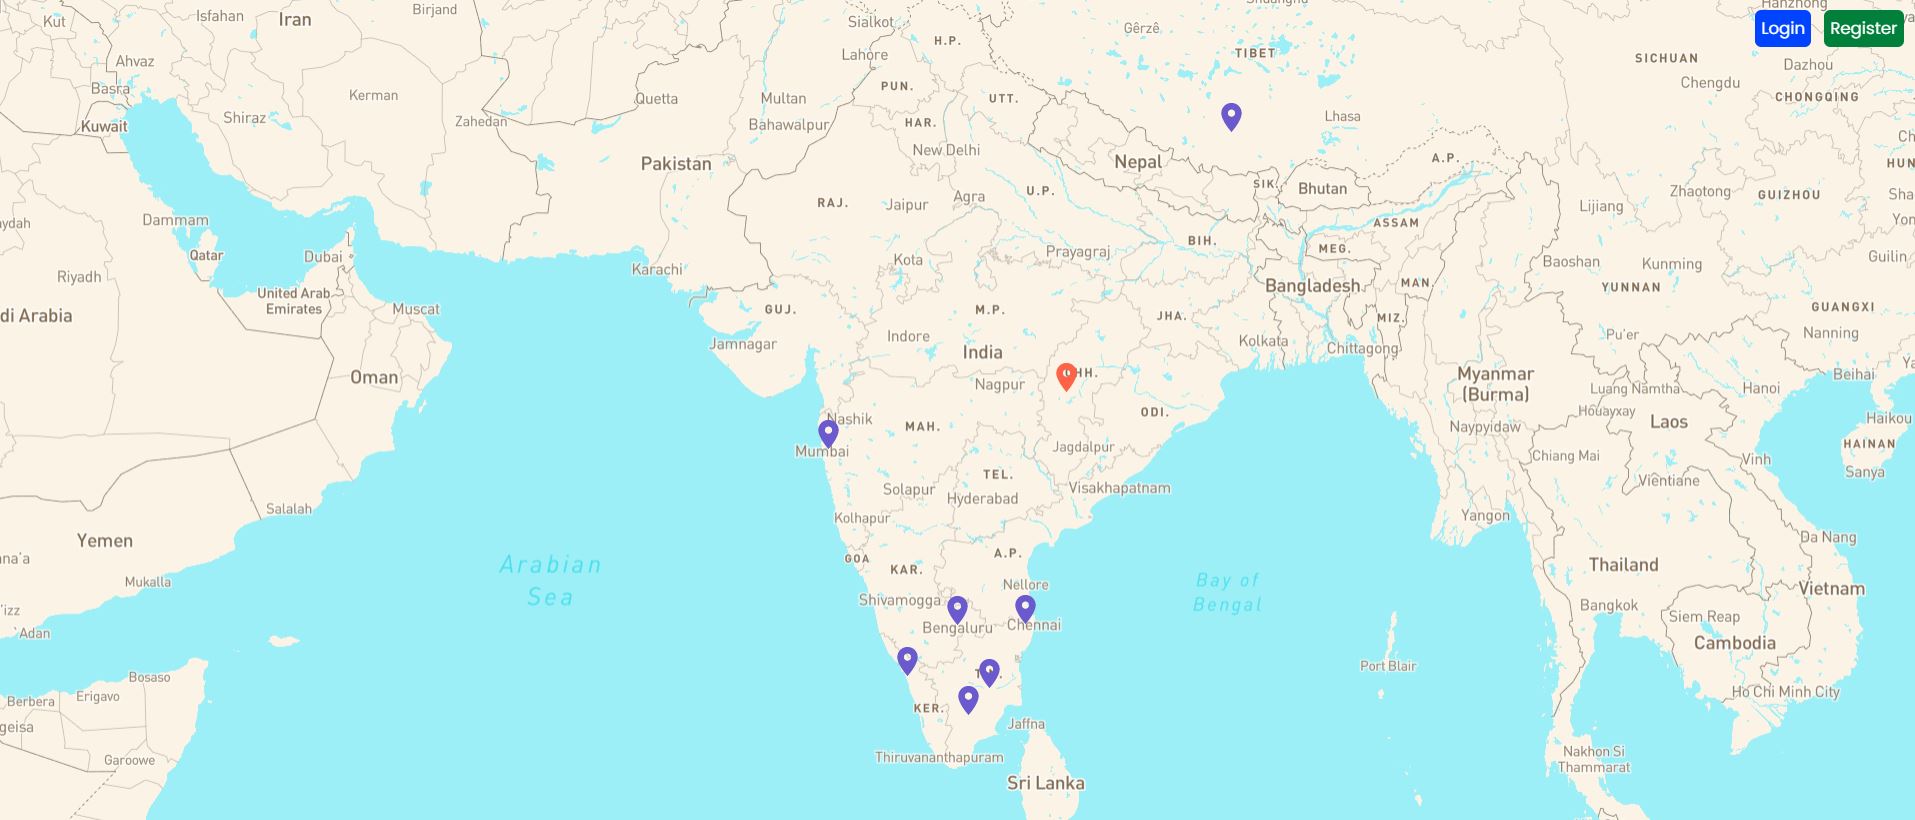 Kut
Isfahan
Iran
Birjand
Sialkot
Gêrzê
Hanzhong
Login
Register
Ahvaz
Lahore
H.P.
TIBET
SICHUAN
Dazhou
Basra
Kerman
Quetta
Multan
PUN.
UTT.
Chengdu
CHONGQING
Kuwait
Shiraz
Zahedan
Bahawalpur
HAR.
Lhasa
New Delhi
Pakistan
Nepal
A.P.
HUN
RAJ.
Jaipur
Agra
U.P.
SIK
Bhutan
Zhaotong
GUIZHOU
Sha
Dammam
ASSAM
Lijiang
Qatar
Dubai
Kota
Prayagraj
BIH.
MEG.
Guilin
Riyadh
Karachi
Baoshan
Kunming
United Arab
Emirates
Muscat
GUJ.
M.P.
JHA.
Bangladesh
MAN.
MIZ.
YUNNAN
GUANGXI
di Arabia
Jamnagar
Indore
India
Kolkata
Chittagong
Pu'er
Nanning
Oman
Nagpur
HH.
Myanmar
(Burma)
Luang Namtha
Hanoi
Beihai
Nashik
MAH.
ODI.
Houayxay
Laos
Haikou
Naypyidaw
Mumbai
Jagdalpur
Chiang Mai
Vinh
HAINAN
Sanya
TEL.
Solapur
Hyderabad
Visakhapatnam
Vientiane
Salalah
Kolhapur
Yangon
Yemen
Da Nang
na'a
Arabian
Sea
GOA
KAR.
A.P.
Thailand
Mukalla
Nellore
Bay of
Bengal
Vietnam
'izz
Shivamogga
Bangkok
Siem Reap
Adan
Bengaluru
Chennai
Cambodia
Port Blair
Bosaso
Berbera
Erigavo
KER.
Ho Chi Minh City
geisa
Jaffna
Garoowe
Thiruvananthapuram
Nakhon Si
Thammarat
Sri Lanka